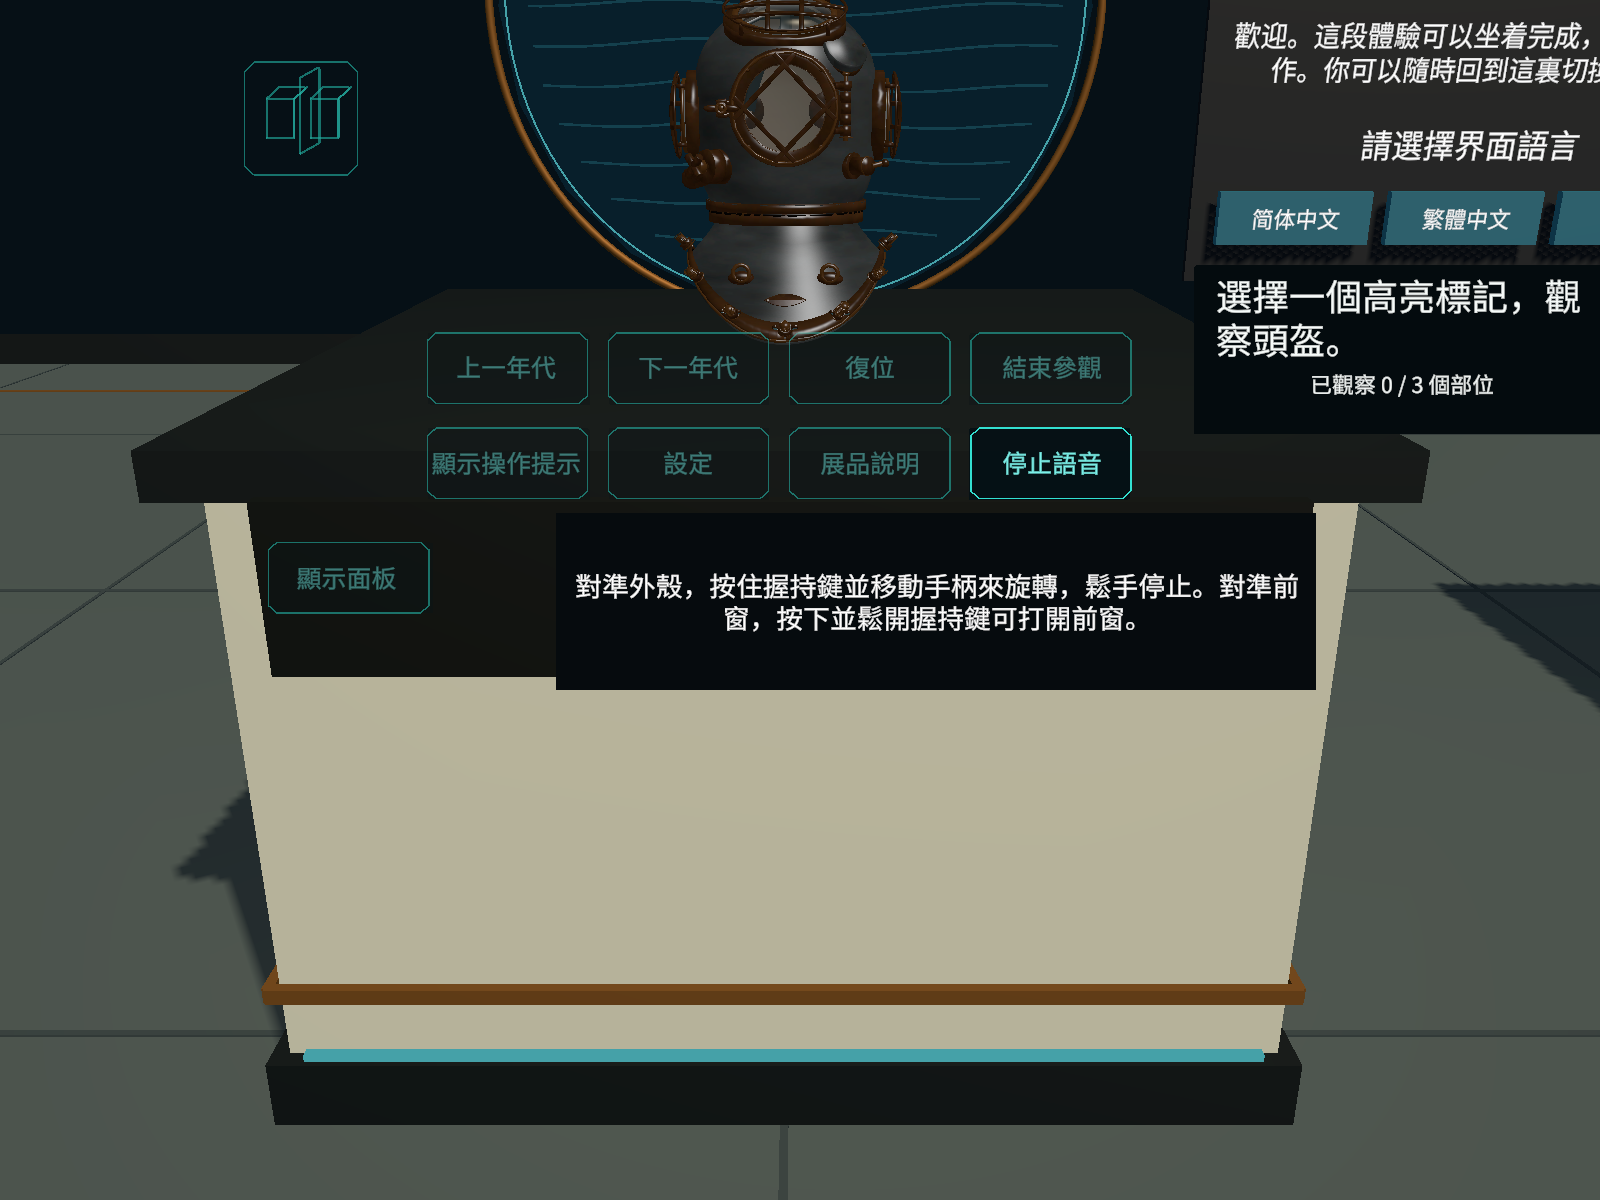 歡迎。這段體驗可以坐着完成，
作。你可以隨時回到這裏切換
請選擇界面語言
简体中文
繁體中文
選擇一個高亮標記，觀
察頭盔。
已觀察 0 / 3 個部位
上一年代
下一年代
復位
結束參觀
顯示操作提示
設定
展品說明
停止語音
顯示面板
對準外殼，按住握持鍵並移動手柄來旋轉，鬆手停止。對準前
窗，按下並鬆開握持鍵可打開前窗。